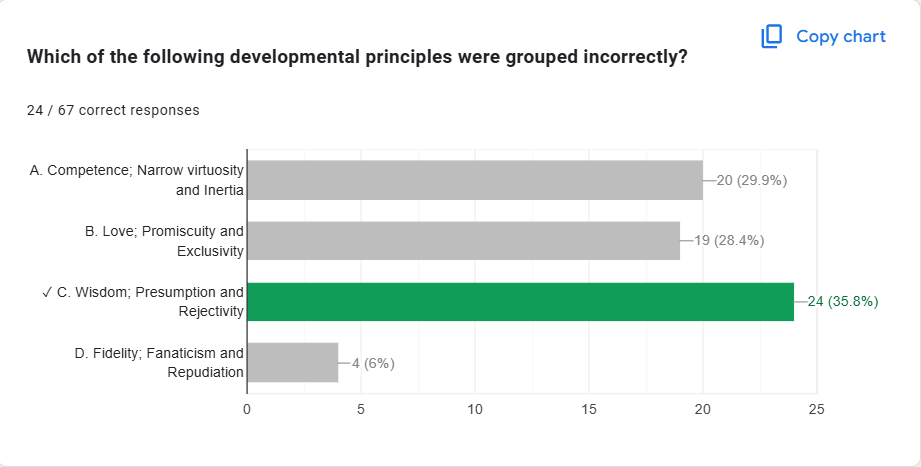 Copy chart
Which of the following developmental principles were grouped incorrectly?
24 / 67 correct responses
A. Competence; Narrow virtuosity
and Inertia
20 (29.9%)
B. Love; Promiscuity and
Exclusivity
19 (28.4%)
✓ C. Wisdom; Presumption and
Rejectivity
24 (35.8%)
D. Fidelity; Fanaticism and
Repudiation
4 (6%)
0 5 10 15 20 25